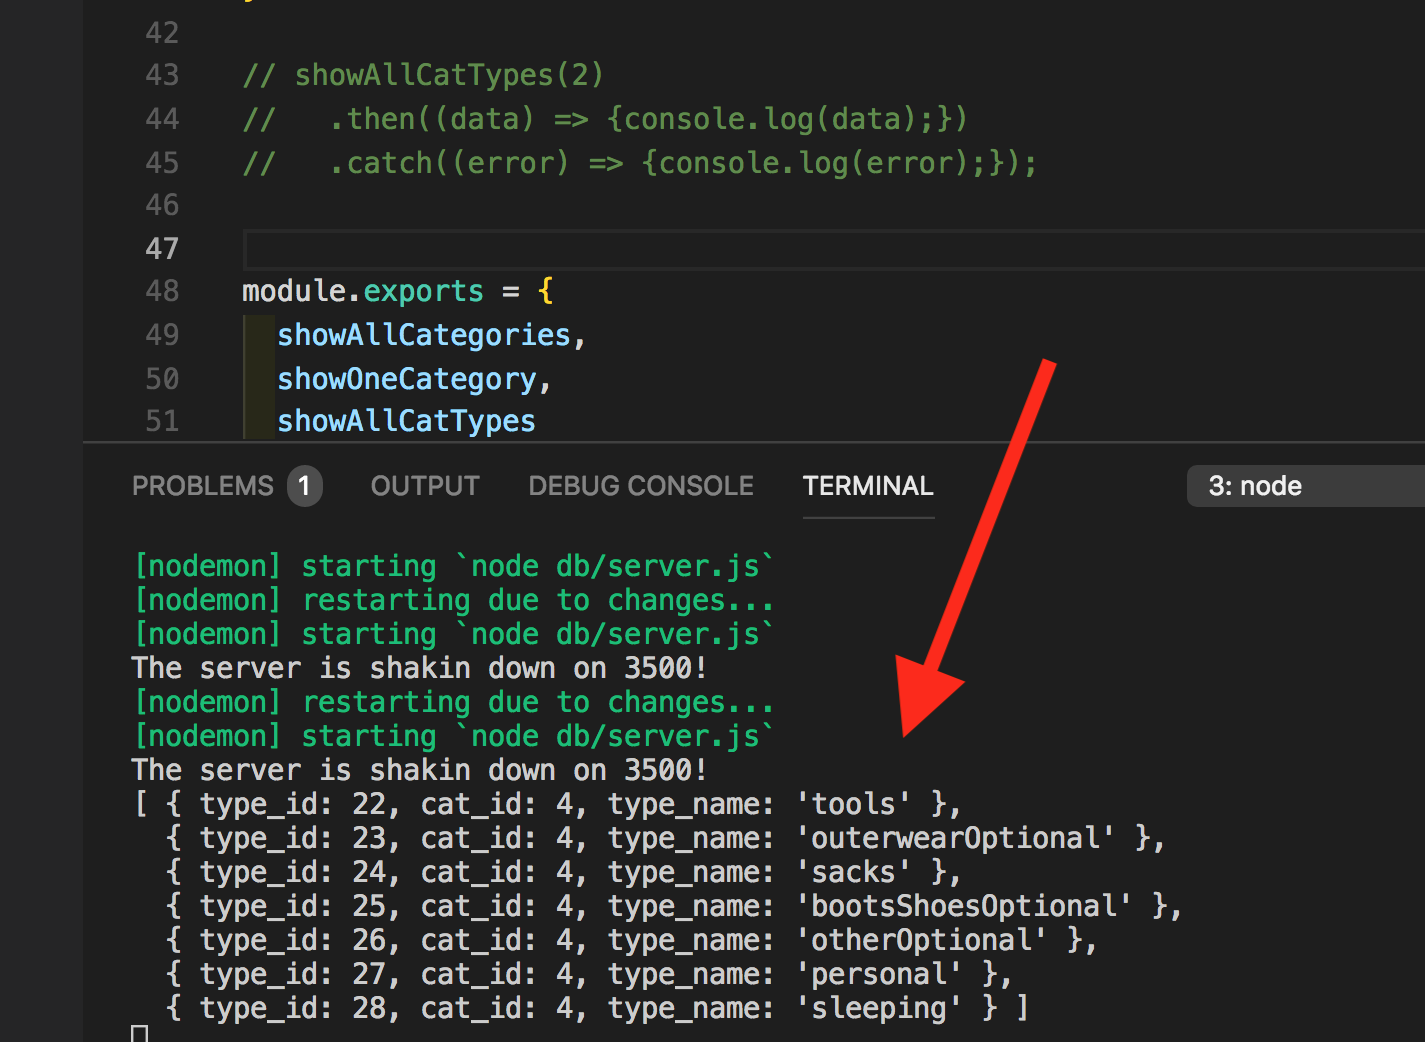 42
43 // showAllCatTypes(2)
44 //   .then((data) => {console.log(data);})
45 //   .catch((error) => {console.log(error);});
46
47
48 module.exports = {
49   showAllCategories,
50   showOneCategory,
51   showAllCatTypes
PROBLEMS 1 OUTPUT DEBUG CONSOLE TERMINAL 3: node
[nodemon] starting `node db/server.js`
[nodemon] restarting due to changes...
[nodemon] starting `node db/server.js`
The server is shakin down on 3500!
[nodemon] restarting due to changes...
[nodemon] starting `node db/server.js`
The server is shakin down on 3500!
[ { type_id: 22, cat_id: 4, type_name: 'tools' },
  { type_id: 23, cat_id: 4, type_name: 'outerwearOptional' },
  { type_id: 24, cat_id: 4, type_name: 'sacks' },
  { type_id: 25, cat_id: 4, type_name: 'bootsShoesOptional' },
  { type_id: 26, cat_id: 4, type_name: 'otherOptional' },
  { type_id: 27, cat_id: 4, type_name: 'personal' },
  { type_id: 28, cat_id: 4, type_name: 'sleeping' } ]